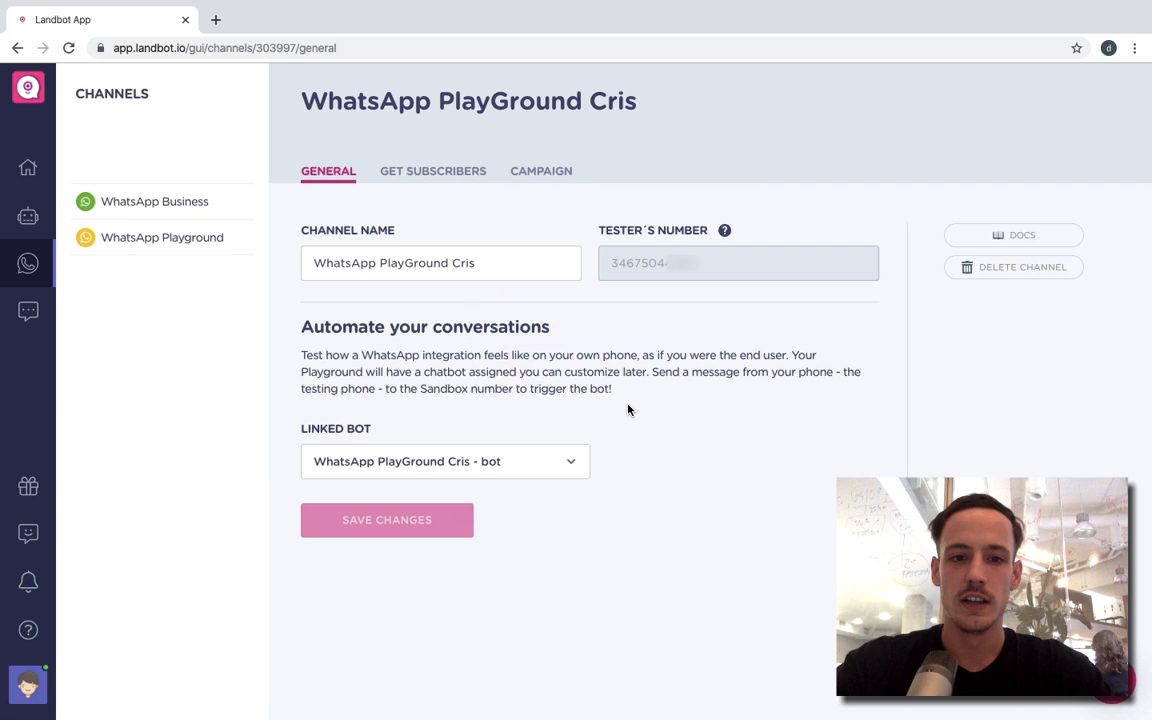 Landbot App
app.landbot.io/gui/channels/303997/general
d
CHANNELS
WhatsApp Business
WhatsApp Playground
WhatsApp PlayGround Cris
GENERAL
GET SUBSCRIBERS
CAMPAIGN
CHANNEL NAME
WhatsApp PlayGround Cris
TESTER´S NUMBER ?
3467504
DOCS
DELETE CHANNEL
Automate your conversations
Test how a WhatsApp integration feels like on your own phone, as if you were the end user. Your
Playground will have a chatbot assigned you can customize later. Send a message from your phone - the
testing phone - to the Sandbox number to trigger the bot!
LINKED BOT
WhatsApp PlayGround Cris - bot
SAVE CHANGES